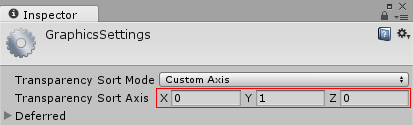 Inspector
GraphicsSettings
Transparency Sort Mode Custom Axis
Transparency Sort Axis X 0 Y 1 Z 0
Deferred